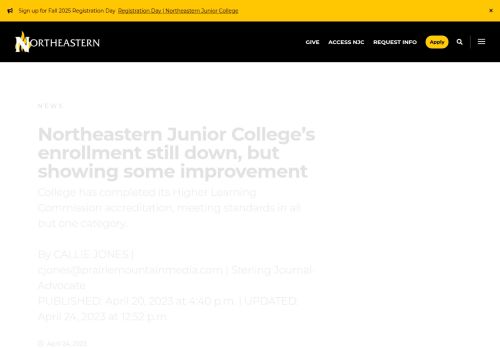 Sign up for Fall 2025 Registration Day Registration Day | Northeastern Junior College ×
NORTHEASTERN
GIVE ACCESS NJC REQUEST INFO Apply
NEWS
Northeastern Junior College’s
enrollment still down, but
showing some improvement
College has completed its Higher Learning
Commission accreditation, meeting standards in all
but one category.
By CALLIE JONES |
cjones@prairiemountainmedia.com | Sterling Journal-
Advocate
PUBLISHED: April 20, 2023 at 4:40 p.m. | UPDATED:
April 24, 2023 at 12:52 p.m.
April 24, 2023